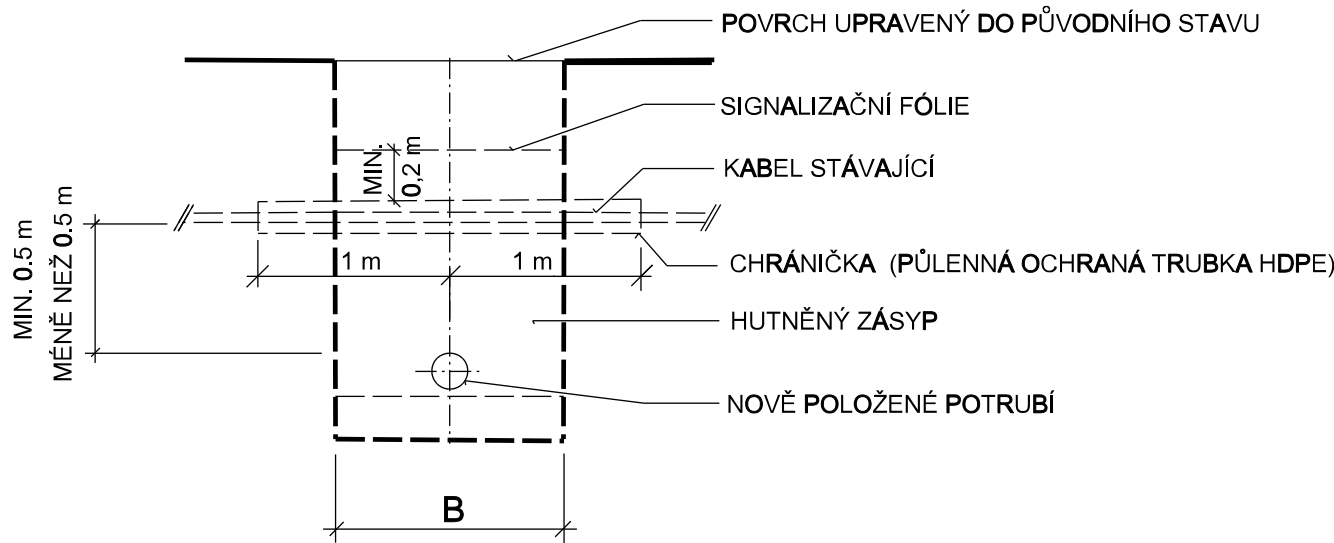 POVRCH UPRAVENÝ DO PŮVODNÍHO STAVU
SIGNALIZAČNÍ FÓLIE
MIN.
0,2 m
KABEL STÁVAJÍCÍ
MIN. 0.5 m
MÉNĚ NEŽ 0.5 m
1 m
1 m
CHRÁNIČKA (PŮLENNÁ OCHRANÁ TRUBKA HDPE)
HUTNĚNÝ ZÁSYP
NOVĚ POLOŽENÉ POTRUBÍ
B